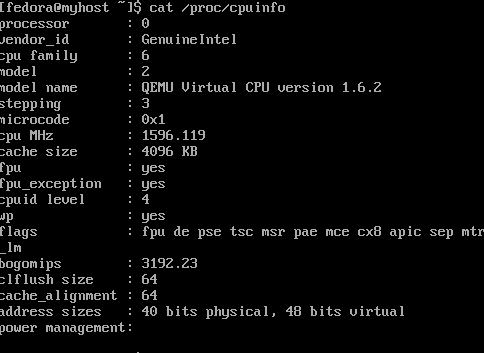 [fedora@myhost ~]$ cat /proc/cpuinfo
processor : 0
vendor_id : GenuineIntel
cpu family : 6
model : 2
model name : QEMU Virtual CPU version 1.6.2
stepping : 3
microcode : 0x1
cpu MHz : 1596.119
cache size : 4096 KB
fpu : yes
fpu_exception : yes
cpuid level : 4
wp : yes
flags : fpu de pse tsc msr pae mce cx8 apic sep mtr
_lm
bogomips : 3192.23
clflush size : 64
cache_alignment : 64
address sizes : 40 bits physical, 48 bits virtual
power management: